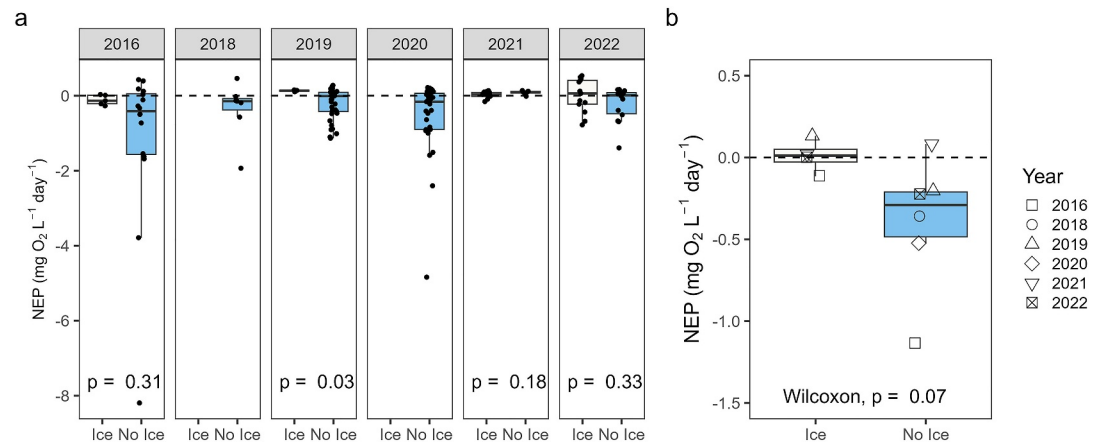 a
2016 2018 2019 2020 2021 2022
NEP (mg O₂ L⁻¹ day⁻¹)
0
-2
-4
-6
-8
p = 0.31 p = 0.03 p = 0.18 p = 0.33
Ice No Ice Ice No Ice Ice No Ice Ice No Ice Ice No Ice Ice No Ice
b
NEP (mg O₂ L⁻¹ day⁻¹)
0.5
0.0
-0.5
-1.0
-1.5
Wilcoxon, p = 0.07
Ice No Ice
Year
2016
2018
2019
2020
2021
2022